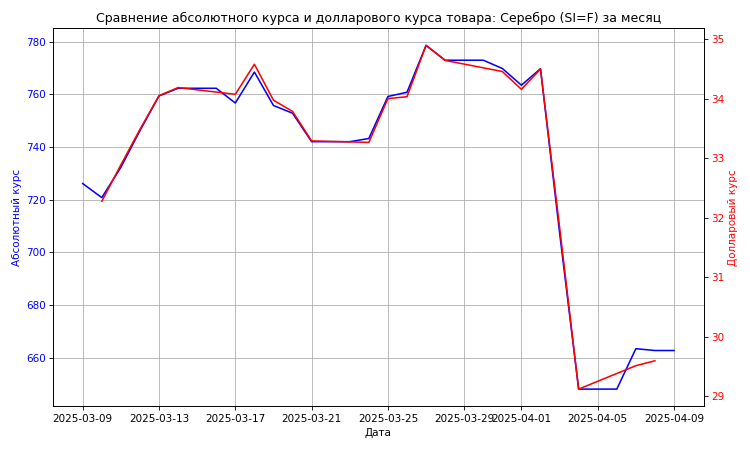 Сравнение абсолютного курса и долларового курса товара: Серебро (SI=F) за месяц
Абсолютный курс
780
760
740
720
700
680
660
35
34
33
32
31
30
29
Долларовый курс
2025-03-09 2025-03-13 2025-03-17 2025-03-21 2025-03-25 2025-03-29 2025-04-01 2025-04-05 2025-04-09
Дата